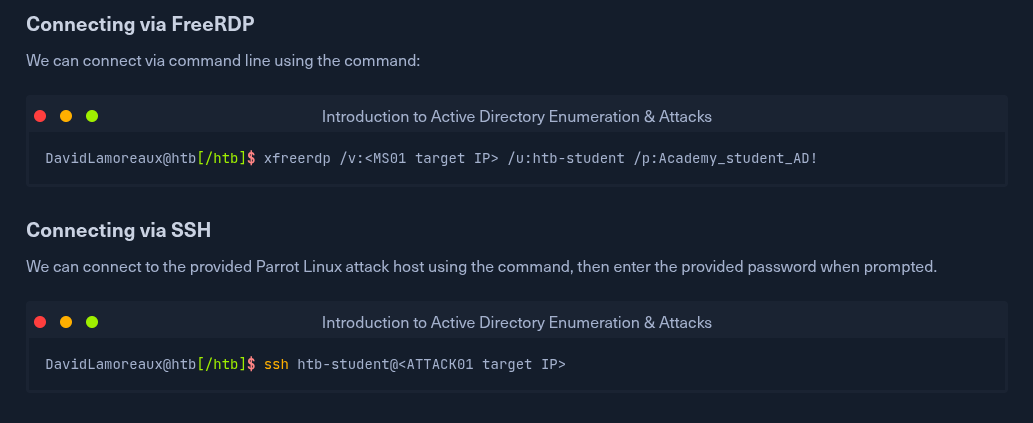 Connecting via FreeRDP
We can connect via command line using the command:
Introduction to Active Directory Enumeration & Attacks
DavidLamoreaux@htb[/htb]$ xfreerdp /v:<MS01 target IP> /u:htb-student /p:Academy_student_AD!
Connecting via SSH
We can connect to the provided Parrot Linux attack host using the command, then enter the provided password when prompted.
Introduction to Active Directory Enumeration & Attacks
DavidLamoreaux@htb[/htb]$ ssh htb-student@<ATTACK01 target IP>